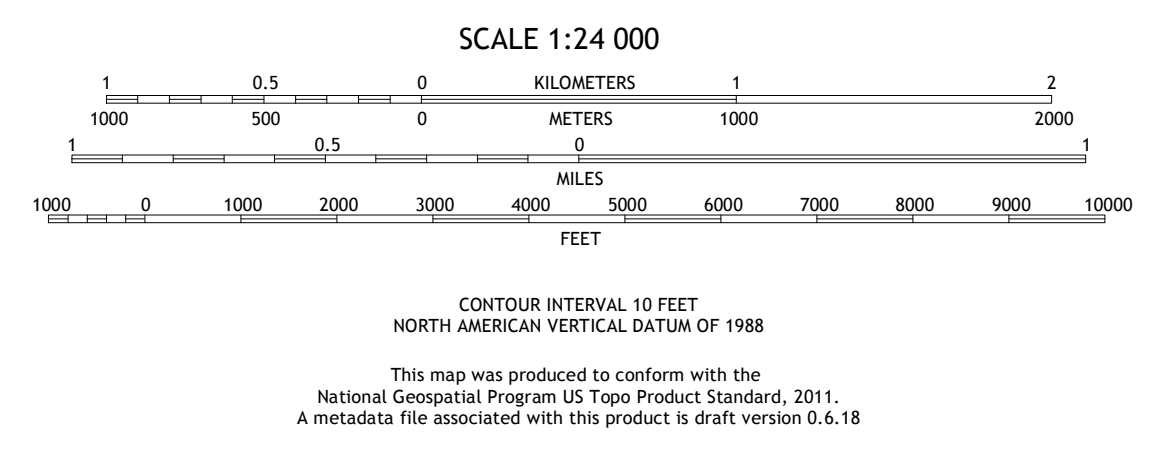 SCALE 1:24 000
1 0.5 0 KILOMETERS 1 2
1000 500 0 METERS 1000 2000
1 0.5 0 1
MILES
1000 0 1000 2000 3000 4000 5000 6000 7000 8000 9000 10000
FEET
CONTOUR INTERVAL 10 FEET
NORTH AMERICAN VERTICAL DATUM OF 1988
This map was produced to conform with the
National Geospatial Program US Topo Product Standard, 2011.
A metadata file associated with this product is draft version 0.6.18